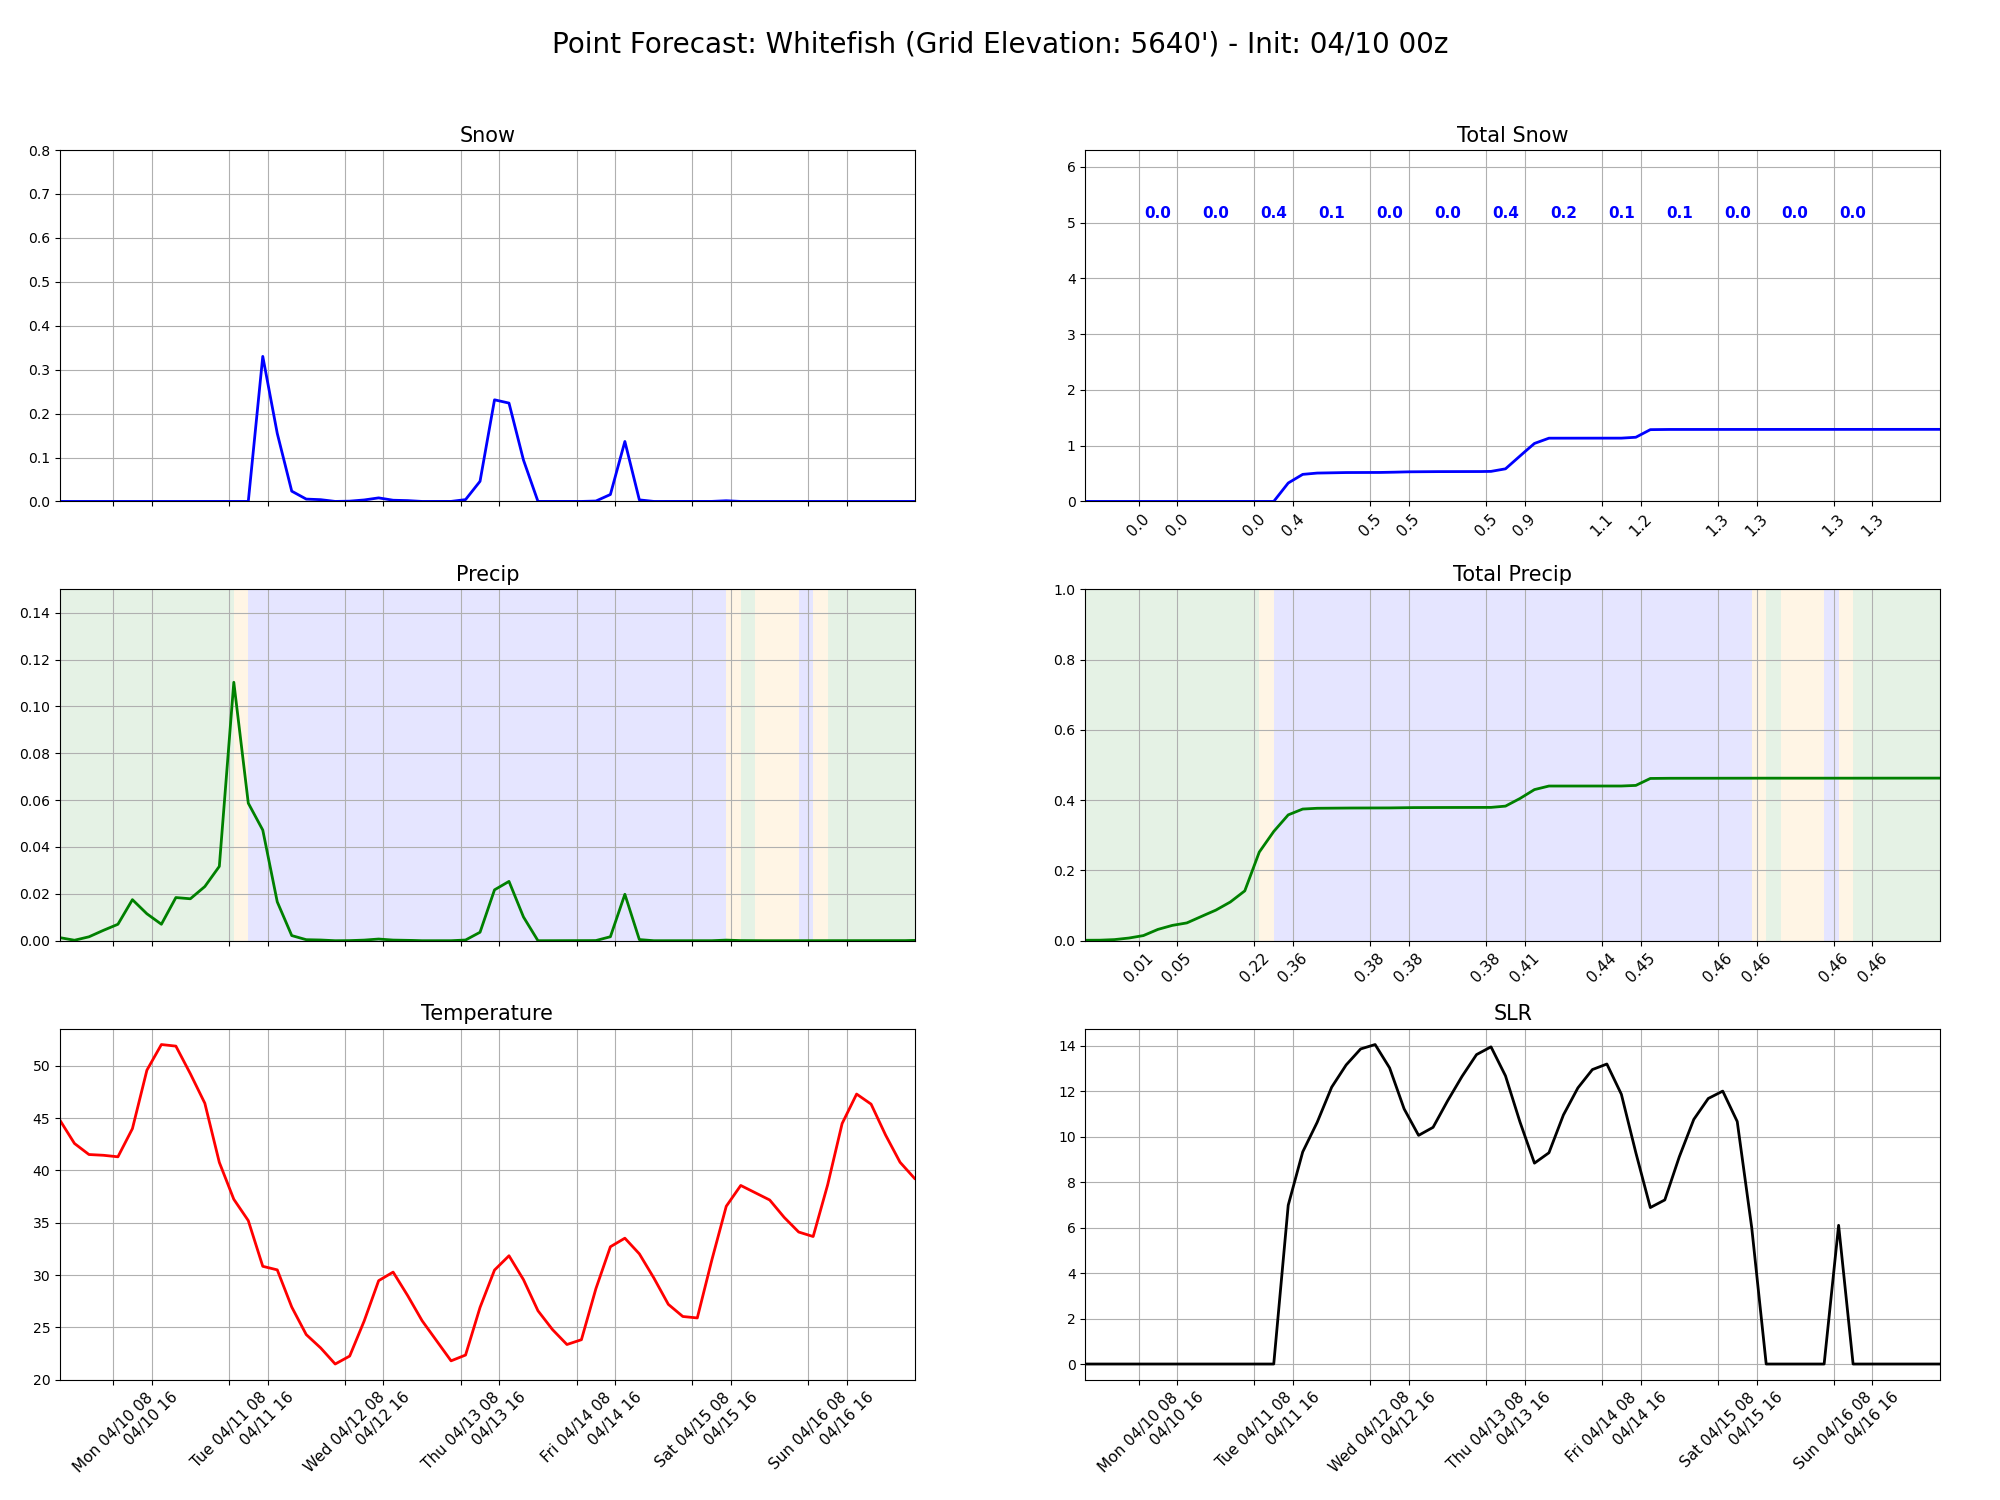 Point Forecast: Whitefish (Grid Elevation: 5640') - Init: 04/10 00z
Snow
0.8
0.7
0.6
0.5
0.4
0.3
0.2
0.1
0.0
Total Snow
6
5
4
3
2
1
0
0.0 0.0 0.4 0.1 0.0 0.0 0.4 0.2 0.1 0.1 0.0 0.0 0.0
0.0 0.0 0.0 0.4 0.5 0.5 0.5 0.9 1.1 1.2 1.3 1.3 1.3 1.3
Precip
0.14
0.12
0.10
0.08
0.06
0.04
0.02
0.00
Total Precip
1.0
0.8
0.6
0.4
0.2
0.0
0.01 0.05 0.22 0.36 0.38 0.38 0.38 0.41 0.44 0.45 0.46 0.46 0.46 0.46
Temperature
50
45
40
35
30
25
20
Mon 04/10 08
04/10 16
Tue 04/11 08
04/11 16
Wed 04/12 08
04/12 16
Thu 04/13 08
04/13 16
Fri 04/14 08
04/14 16
Sat 04/15 08
04/15 16
Sun 04/16 08
04/16 16
SLR
14
12
10
8
6
4
2
0
Mon 04/10 08
04/10 16
Tue 04/11 08
04/11 16
Wed 04/12 08
04/12 16
Thu 04/13 08
04/13 16
Fri 04/14 08
04/14 16
Sat 04/15 08
04/15 16
Sun 04/16 08
04/16 16